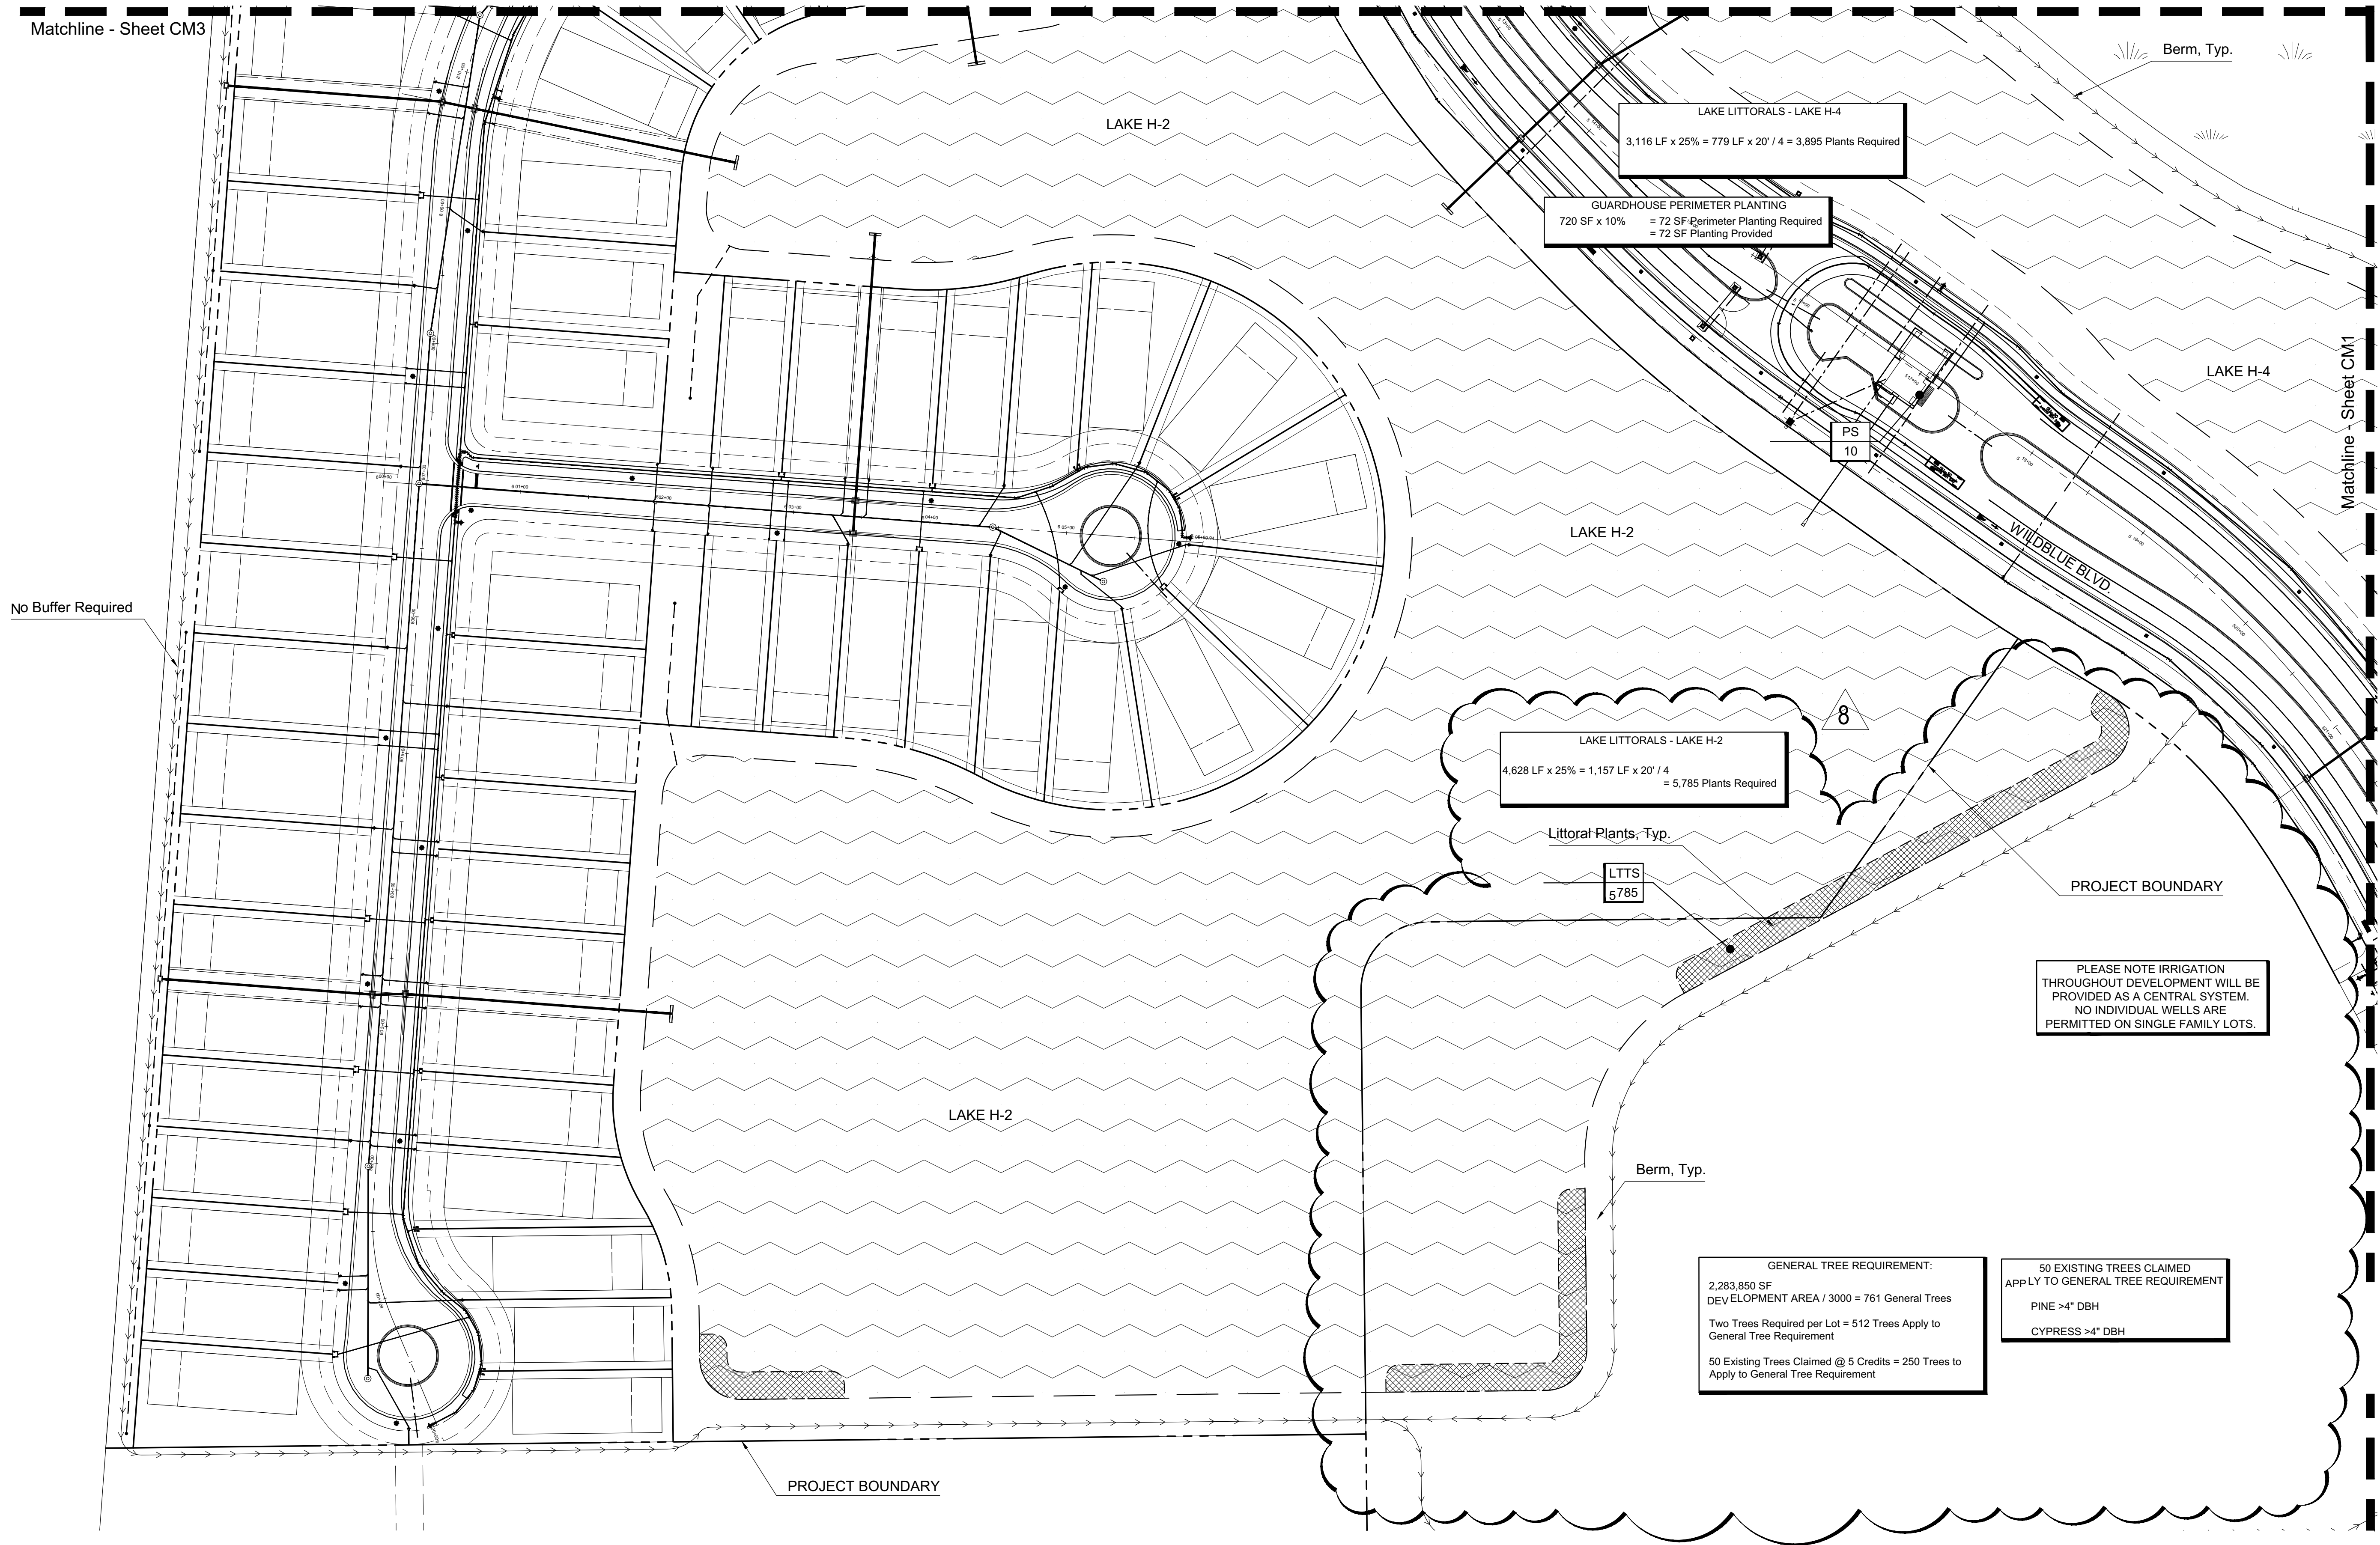 Matchline - Sheet CM3
Berm, Typ.
LAKE H-2
LAKE LITTORALS - LAKE H-4
3,116 LF x 25% = 779 LF x 20' / 4 = 3,895 Plants Required
GUARDHOUSE PERIMETER PLANTING
720 SF x 10% = 72 SF Perimeter Planting Required
= 72 SF Planting Provided
LAKE H-4
Matchline - Sheet CM1
PS
10
LAKE H-2
WILDBLUE BLVD.
No Buffer Required
8
LAKE LITTORALS - LAKE H-2
4,628 LF x 25% = 1,157 LF x 20' / 4
= 5,785 Plants Required
Littoral Plants, Typ.
LTTS
5785
PROJECT BOUNDARY
PLEASE NOTE IRRIGATION
THROUGHOUT DEVELOPMENT WILL BE
PROVIDED AS A CENTRAL SYSTEM.
NO INDIVIDUAL WELLS ARE
PERMITTED ON SINGLE FAMILY LOTS.
LAKE H-2
Berm, Typ.
GENERAL TREE REQUIREMENT:
2,283,850 SF
DEVELOPMENT AREA / 3000 = 761 General Trees
Two Trees Required per Lot = 512 Trees Apply to
General Tree Requirement
50 Existing Trees Claimed @ 5 Credits = 250 Trees to
Apply to General Tree Requirement
50 EXISTING TREES CLAIMED
APPLY TO GENERAL TREE REQUIREMENT
PINE >4" DBH
CYPRESS >4" DBH
PROJECT BOUNDARY